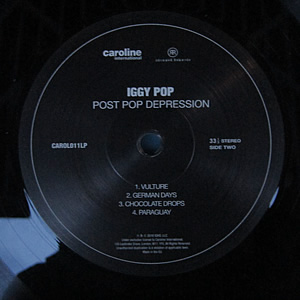 caroline
international
IGGY POP
POST POP DEPRESSION
CAROL011LP
33 | STEREO
SIDE TWO
1. VULTURE
2. GERMAN DAYS
3. CHOCOLATE DROPS
4. PARAGUAY